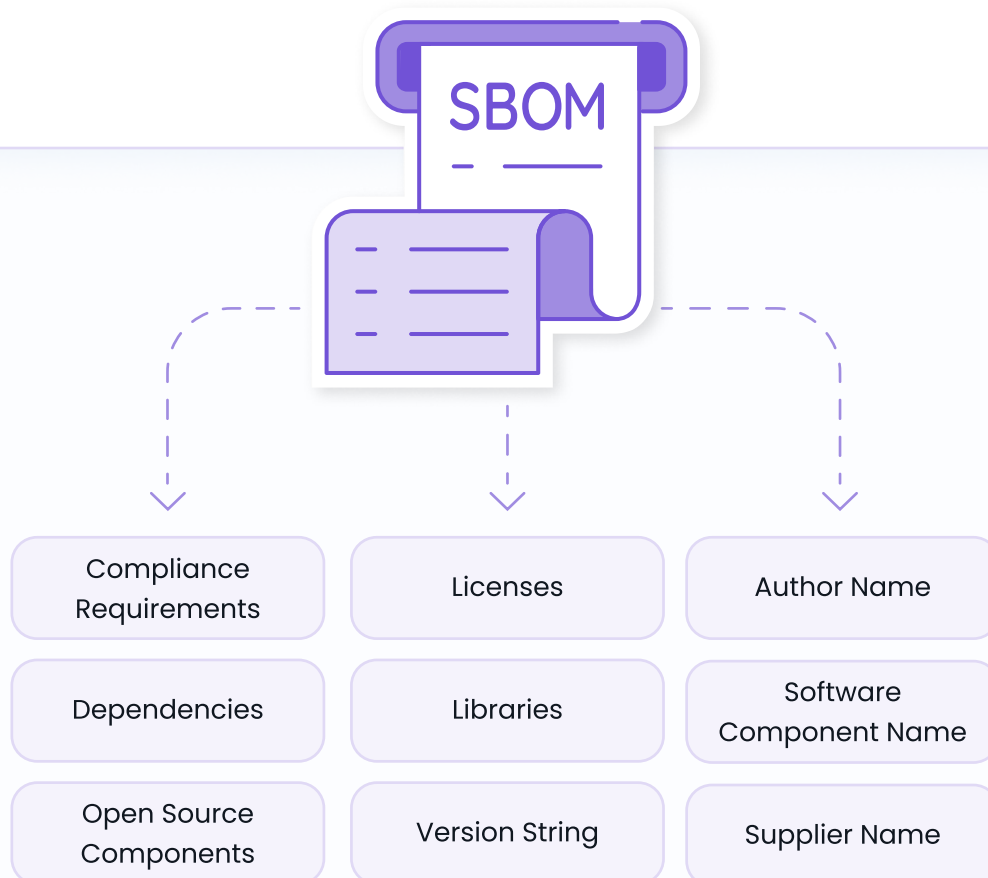 SBOM
Compliance
Requirements
Licenses
Author Name
Dependencies
Libraries
Software
Component Name
Open Source
Components
Version String
Supplier Name